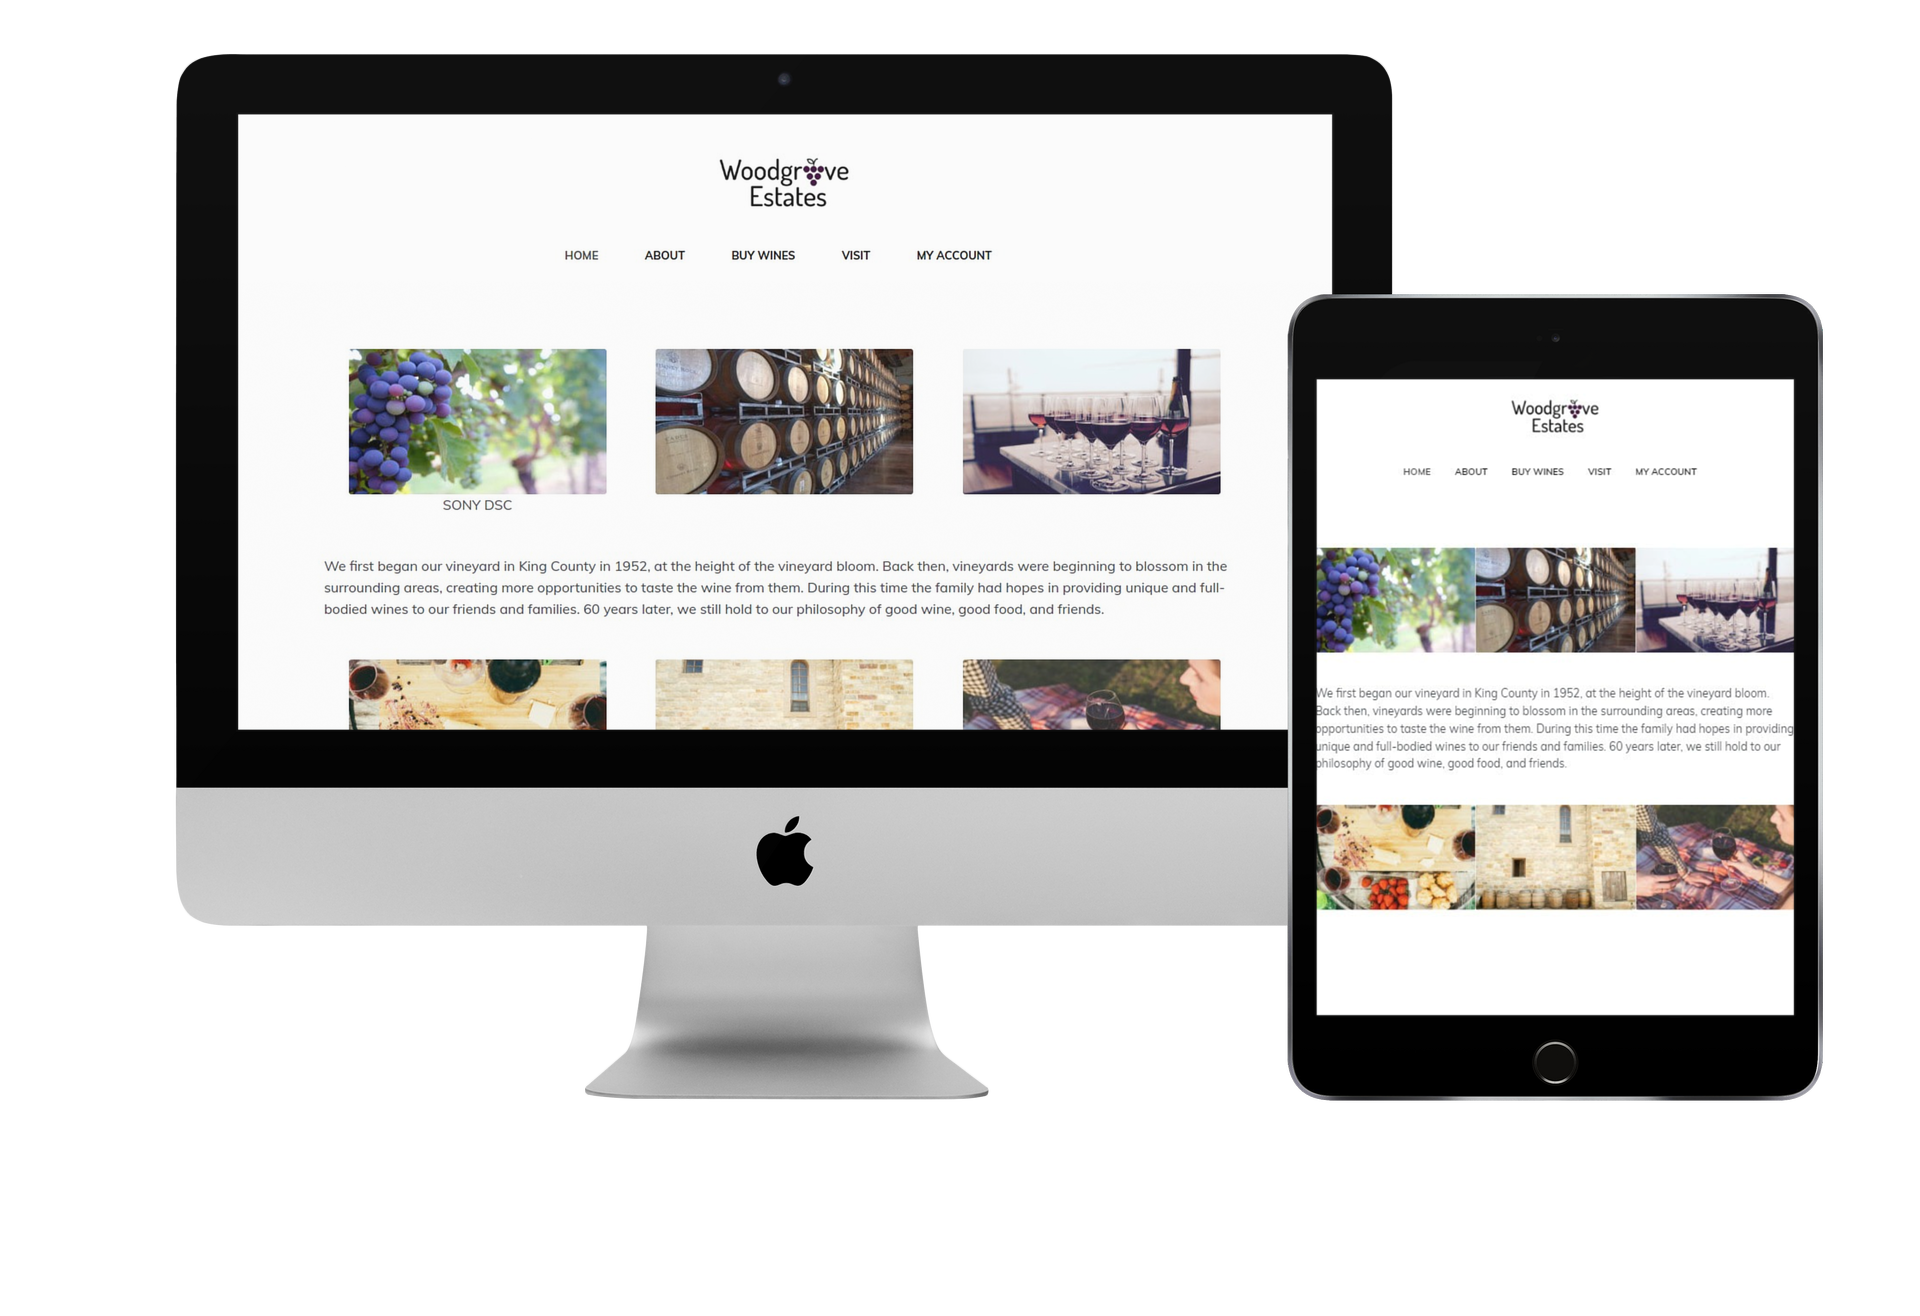 Woodgrove
Estates
HOME ABOUT BUY WINES VISIT MY ACCOUNT
SONY DSC
We first began our vineyard in King County in 1952, at the height of the vineyard bloom. Back then, vineyards were beginning to blossom in the
surrounding areas, creating more opportunities to taste the wine from them. During this time the family had hopes in providing unique and full-
bodied wines to our friends and families. 60 years later, we still hold to our philosophy of good wine, good food, and friends.
Woodgrove
Estates
HOME ABOUT BUY WINES VISIT MY ACCOUNT
We first began our vineyard in King County in 1952, at the height of the vineyard bloom.
Back then, vineyards were beginning to blossom in the surrounding areas, creating more
opportunities to taste the wine from them. During this time the family had hopes in providing
unique and full-bodied wines to our friends and families. 60 years later, we still hold to our
philosophy of good wine, good food, and friends.